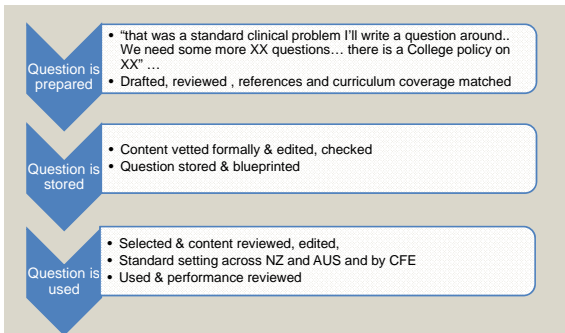 • “that was a standard clinical problem I’ll write a question around..
We need some more XX questions… there is a College policy on
XX” …
• Drafted, reviewed , references and curriculum coverage matched
Question is
prepared
• Content vetted formally & edited, checked
• Question stored & blueprinted
Question is
stored
• Selected & content reviewed, edited,
• Standard setting across NZ and AUS and by CFE
• Used & performance reviewed
Question is
used